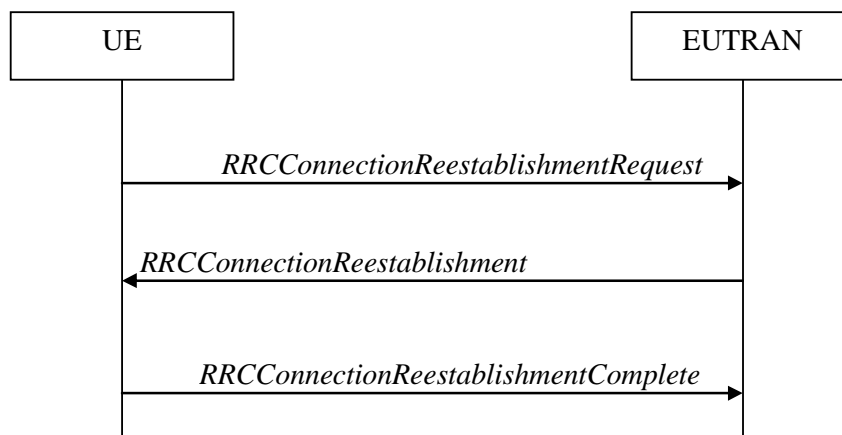 UE
EUTRAN
RRCConnectionReestablishmentRequest
RRCConnectionReestablishment
RRCConnectionReestablishmentComplete